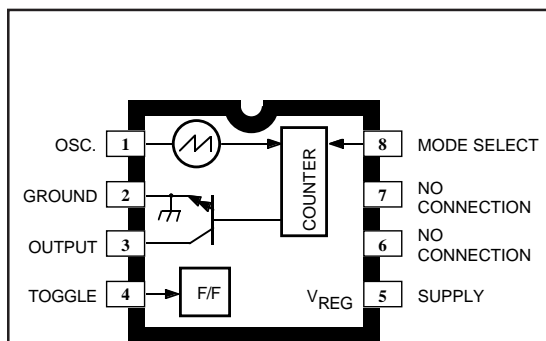 OSC. 1 8 MODE SELECT
COUNTER
GROUND 2 7 NO CONNECTION
OUTPUT 3 6 NO CONNECTION
TOGGLE 4 F/F VREG 5 SUPPLY